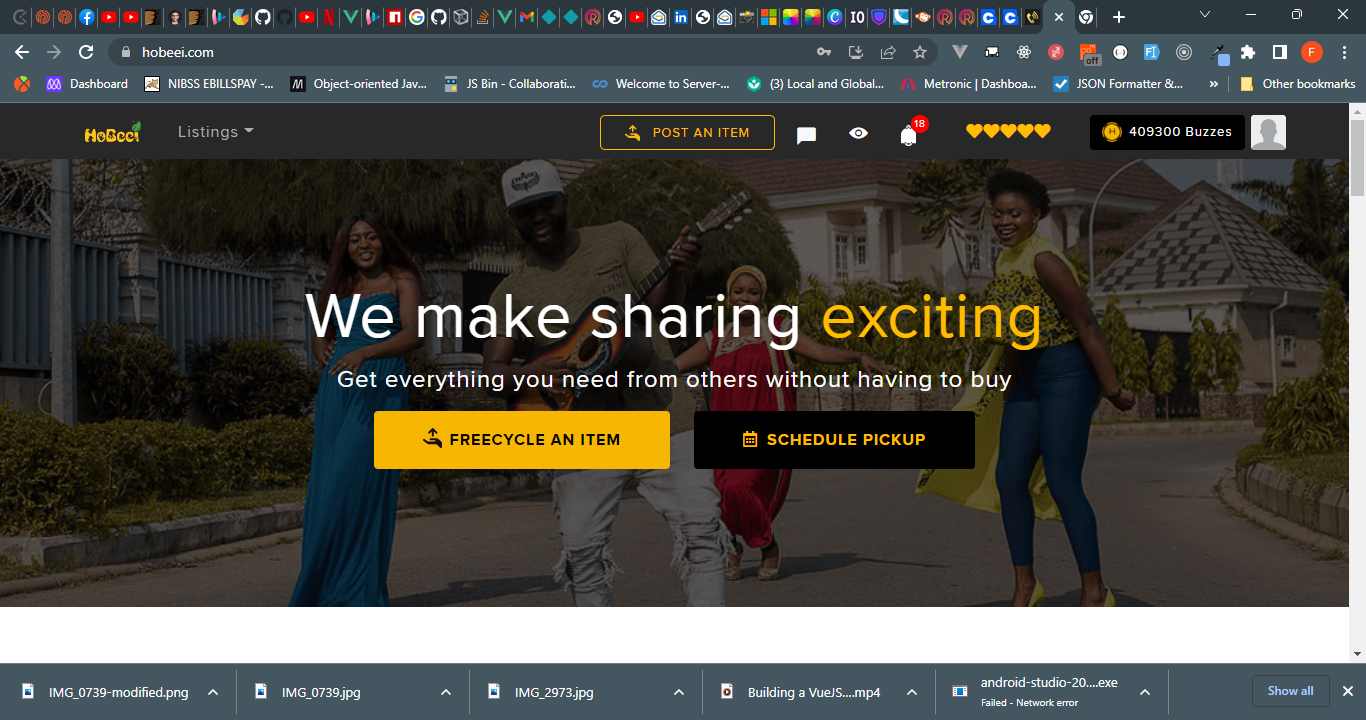 hobeei.com
off
F
Dashboard
NIBSS EBILLSPAY -...
Object-oriented Jav...
JS Bin - Collaborati...
Welcome to Server-...
(3) Local and Global...
Metronic | Dashboa...
JSON Formatter &...
»
Other bookmarks
HoBeei
Listings
POST AN ITEM
18
H
409300 Buzzes
We make sharing exciting
Get everything you need from others without having to buy
FREECYCLE AN ITEM
SCHEDULE PICKUP
IMG_0739-modified.png
IMG_0739.jpg
IMG_2973.jpg
Building a VueJS....mp4
android-studio-20....exe
Failed - Network error
Show all